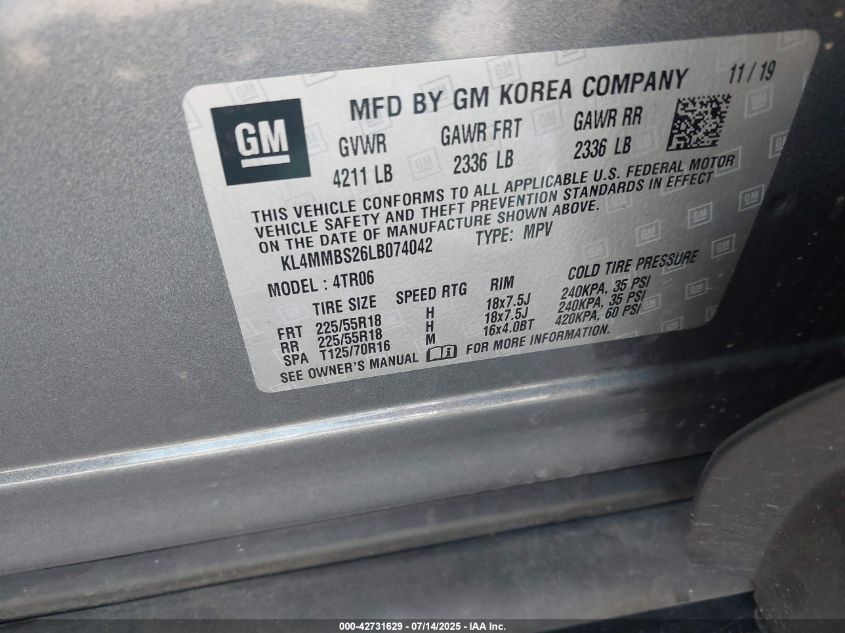 GM
MFD BY GM KOREA COMPANY 11/19
GVWR GAWR FRT GAWR RR
4211 LB 2336 LB 2336 LB
THIS VEHICLE CONFORMS TO ALL APPLICABLE U.S. FEDERAL MOTOR
VEHICLE SAFETY AND THEFT PREVENTION STANDARDS IN EFFECT
ON THE DATE OF MANUFACTURE SHOWN ABOVE.
KL4MMBS26LB074042 TYPE: MPV
MODEL: 4TR06
TIRE SIZE SPEED RTG RIM COLD TIRE PRESSURE
FRT 225/55R18 H 18x7.5J 240KPA, 35 PSI
RR 225/55R18 H 18x7.5J 240KPA, 35 PSI
SPA T125/70R16 M 16x4.0BT 420KPA, 60 PSI
SEE OWNER'S MANUAL FOR MORE INFORMATION.
000-42731629 - 07/14/2025 - IAA Inc.